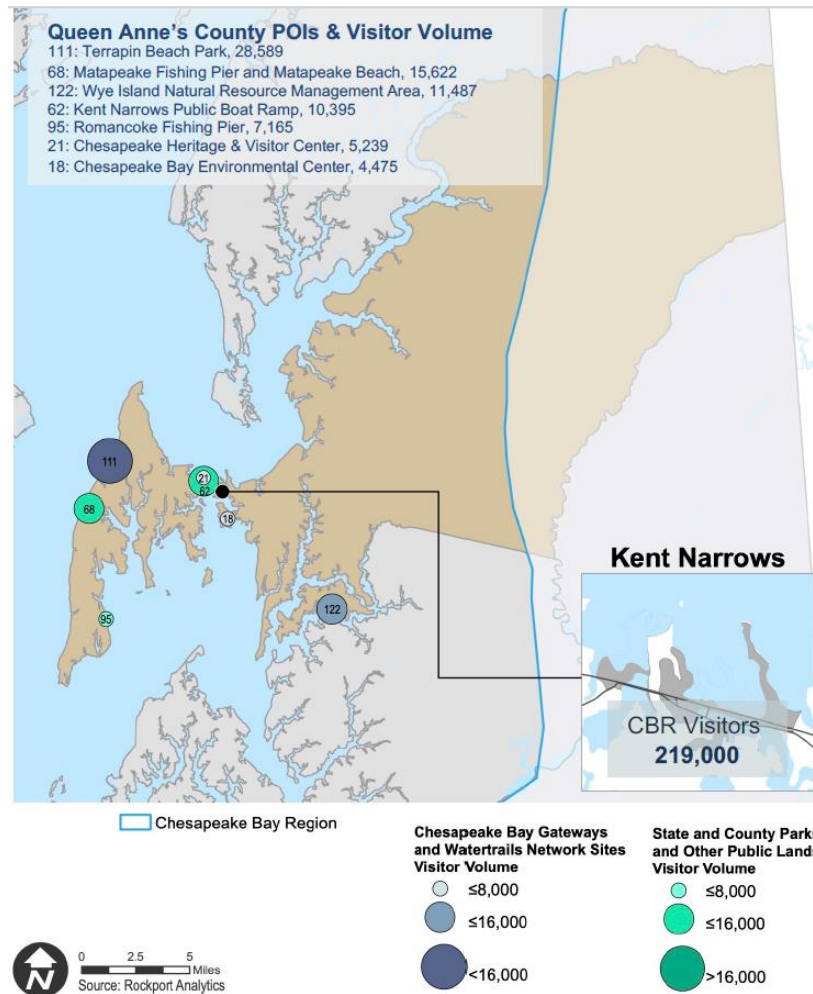 Queen Anne's County POIs & Visitor Volume
111: Terrapin Beach Park, 28,589
68: Matapeake Fishing Pier and Matapeake Beach, 15,622
122: Wye Island Natural Resource Management Area, 11,487
62: Kent Narrows Public Boat Ramp, 10,395
95: Romancoke Fishing Pier, 7,165
21: Chesapeake Heritage & Visitor Center, 5,239
18: Chesapeake Bay Environmental Center, 4,475
111
21
62
68
18
122
95
Kent Narrows
CBR Visitors
219,000
Chesapeake Bay Region
Chesapeake Bay Gateways
and Watertrails Network Sites
Visitor Volume
≤8,000
≤16,000
<16,000
State and County Parks
and Other Public Lands
Visitor Volume
≤8,000
≤16,000
>16,000
N
0 2.5 5
Miles
Source: Rockport Analytics